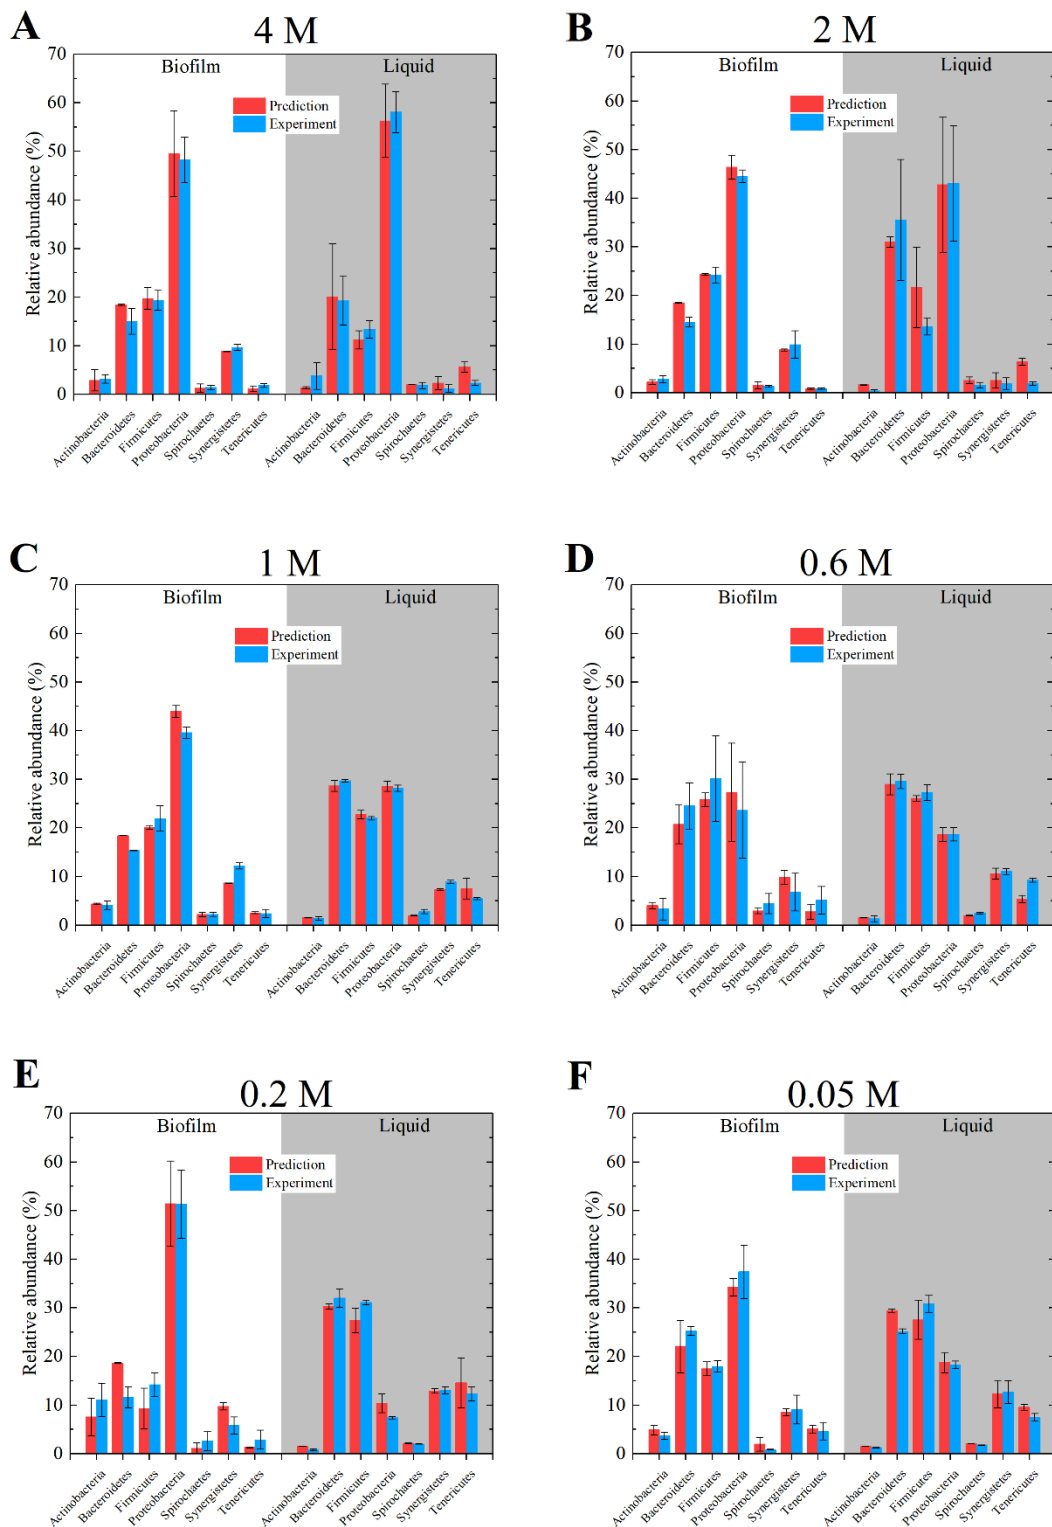 A
4 M
Biofilm
Liquid
Prediction
Experiment
Relative abundance (%)
70
60
50
40
30
20
10
0
Actinobacteria
Bacteroidetes
Firmicutes
Proteobacteria
Spirochaetes
Synergistetes
Tenericutes
Actinobacteria
Bacteroidetes
Firmicutes
Proteobacteria
Spirochaetes
Synergistetes
Tenericutes
B
2 M
Biofilm
Liquid
Prediction
Experiment
Relative abundance (%)
70
60
50
40
30
20
10
0
Actinobacteria
Bacteroidetes
Firmicutes
Proteobacteria
Spirochaetes
Synergistetes
Tenericutes
Actinobacteria
Bacteroidetes
Firmicutes
Proteobacteria
Spirochaetes
Synergistetes
Tenericutes
C
1 M
Biofilm
Liquid
Prediction
Experiment
Relative abundance (%)
70
60
50
40
30
20
10
0
Actinobacteria
Bacteroidetes
Firmicutes
Proteobacteria
Spirochaetes
Synergistetes
Tenericutes
Actinobacteria
Bacteroidetes
Firmicutes
Proteobacteria
Spirochaetes
Synergistetes
Tenericutes
D
0.6 M
Biofilm
Liquid
Prediction
Experiment
Relative abundance (%)
70
60
50
40
30
20
10
0
Actinobacteria
Bacteroidetes
Firmicutes
Proteobacteria
Spirochaetes
Synergistetes
Tenericutes
Actinobacteria
Bacteroidetes
Firmicutes
Proteobacteria
Spirochaetes
Synergistetes
Tenericutes
E
0.2 M
Biofilm
Liquid
Prediction
Experiment
Relative abundance (%)
70
60
50
40
30
20
10
0
Actinobacteria
Bacteroidetes
Firmicutes
Proteobacteria
Spirochaetes
Synergistetes
Tenericutes
Actinobacteria
Bacteroidetes
Firmicutes
Proteobacteria
Spirochaetes
Synergistetes
Tenericutes
F
0.05 M
Biofilm
Liquid
Prediction
Experiment
Relative abundance (%)
70
60
50
40
30
20
10
0
Actinobacteria
Bacteroidetes
Firmicutes
Proteobacteria
Spirochaetes
Synergistetes
Tenericutes
Actinobacteria
Bacteroidetes
Firmicutes
Proteobacteria
Spirochaetes
Synergistetes
Tenericutes